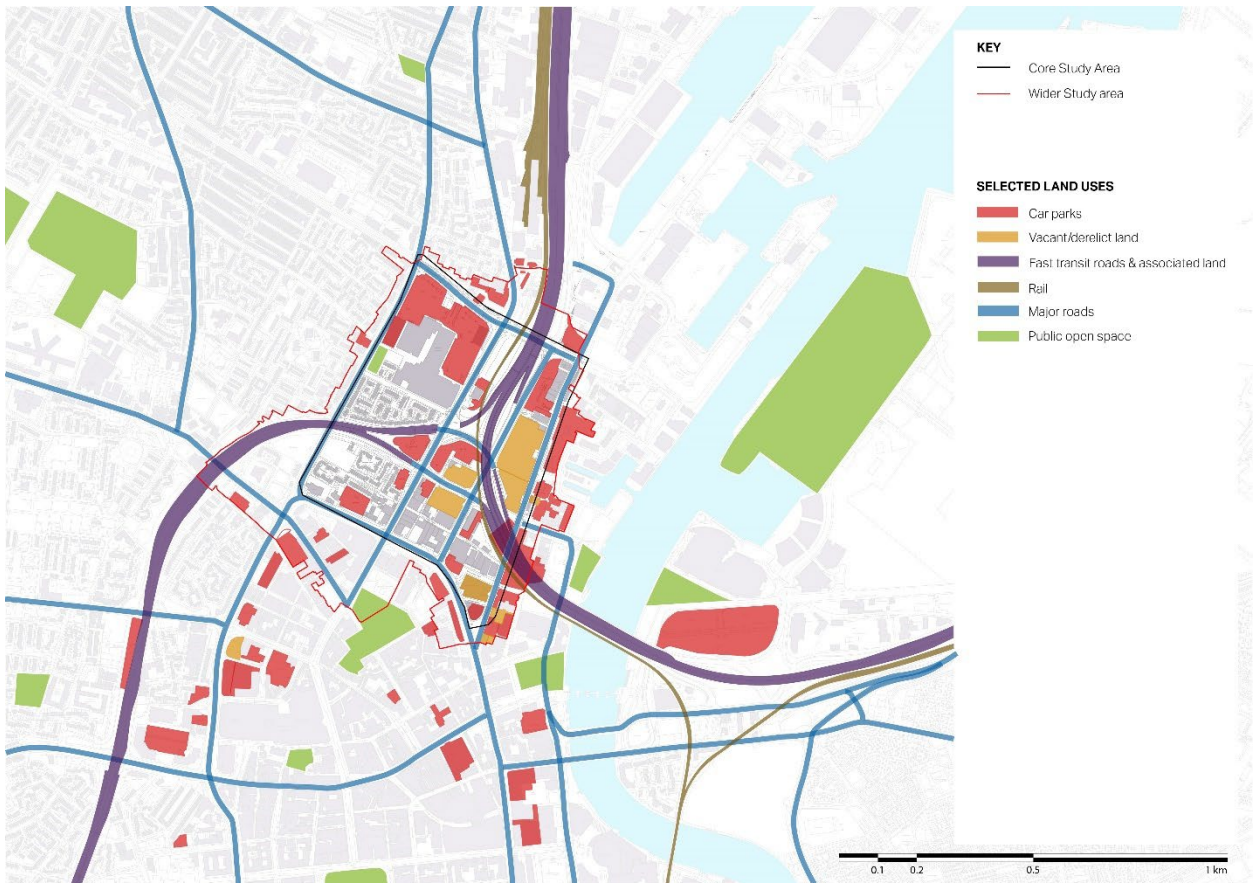 KEY
Core Study Area
Wider Study area
SELECTED LAND USES
Car parks
Vacant/derelict land
Fast transit roads & associated land
Rail
Major roads
Public open space
0.1 0.2 0.5 1 km